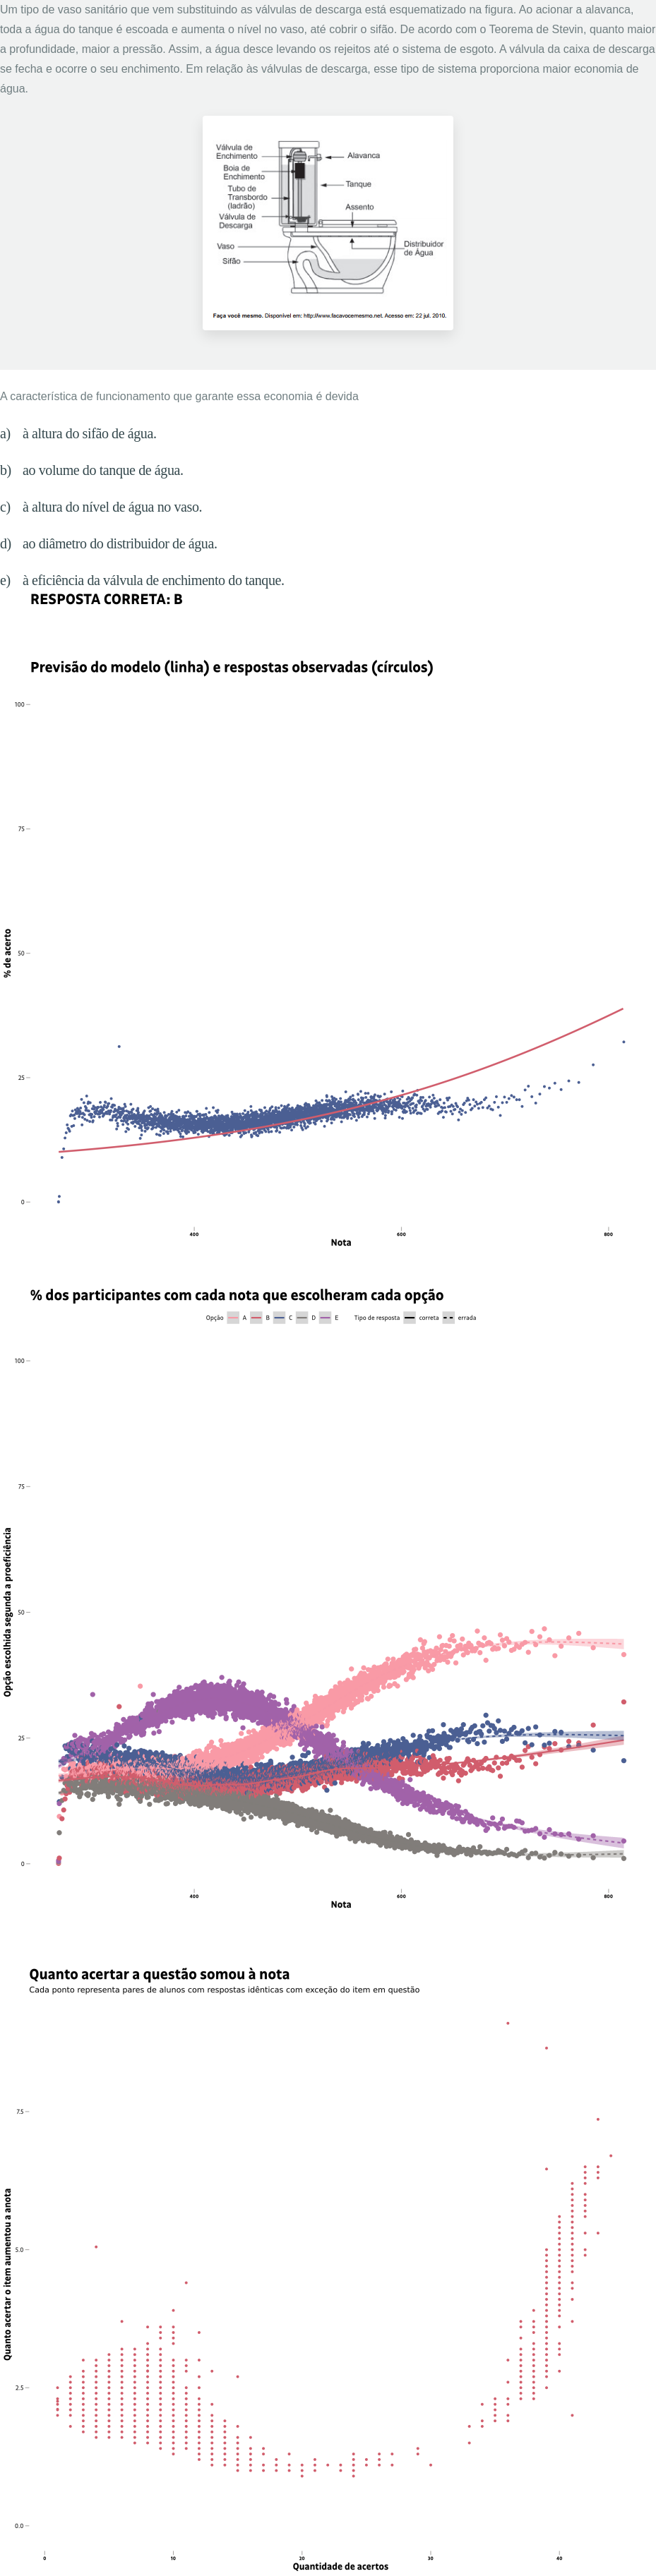 Um tipo de vaso sanitário que vem substituindo as válvulas de descarga está esquematizado na figura. Ao acionar a alavanca,
toda a água do tanque é escoada e aumenta o nível no vaso, até cobrir o sifão. De acordo com o Teorema de Stevin, quanto maior
a profundidade, maior a pressão. Assim, a água desce levando os rejeitos até o sistema de esgoto. A válvula da caixa de descarga
se fecha e ocorre o seu enchimento. Em relação às válvulas de descarga, esse tipo de sistema proporciona maior economia de
água.
Válvula de
Enchimento
Alavanca
Boia de
Enchimento
Tanque
Tubo de
Transbordo
(ladrão)
Assento
Válvula de
Descarga
Vaso
Distribuidor
de Água
Sifão
Faça você mesmo. Disponível em: http://www.facavocemesmo.net. Acesso em: 22 jul. 2010.
A característica de funcionamento que garante essa economia é devida
a) à altura do sifão de água.
b) ao volume do tanque de água.
c) à altura do nível de água no vaso.
d) ao diâmetro do distribuidor de água.
e) à eficiência da válvula de enchimento do tanque.
RESPOSTA CORRETA: B
Previsão do modelo (linha) e respostas observadas (círculos)
100
75
% de acerto
50
25
0
400 600 800
Nota
% dos participantes com cada nota que escolheram cada opção
Opção A B C D E Tipo de resposta correta errada
100
75
Opção escolhida segunda a proeficiência
50
25
0
400 600 800
Nota
Quanto acertar a questão somou à nota
Cada ponto representa pares de alunos com respostas idênticas com exceção do item em questão
7.5
Quanto acertar o item aumentou a anota
5.0
2.5
0.0
0 10 20 30 40
Quantidade de acertos